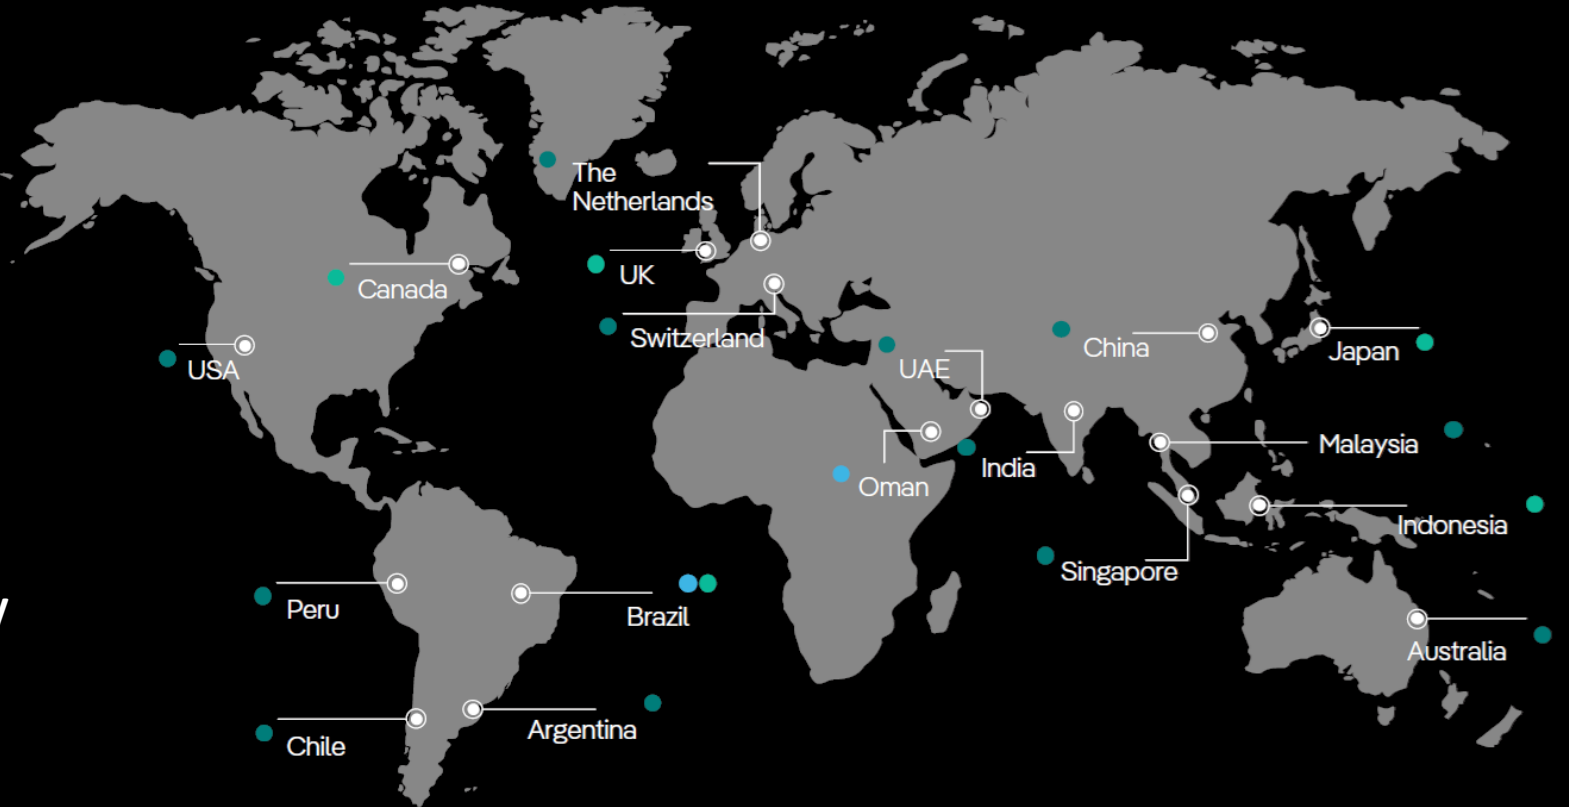 The
Netherlands
UK
Canada
Switzerland
USA
UAE
China
Japan
Malaysia
India
Oman
Indonesia
Singapore
Peru
Brazil
Australia
Argentina
Chile